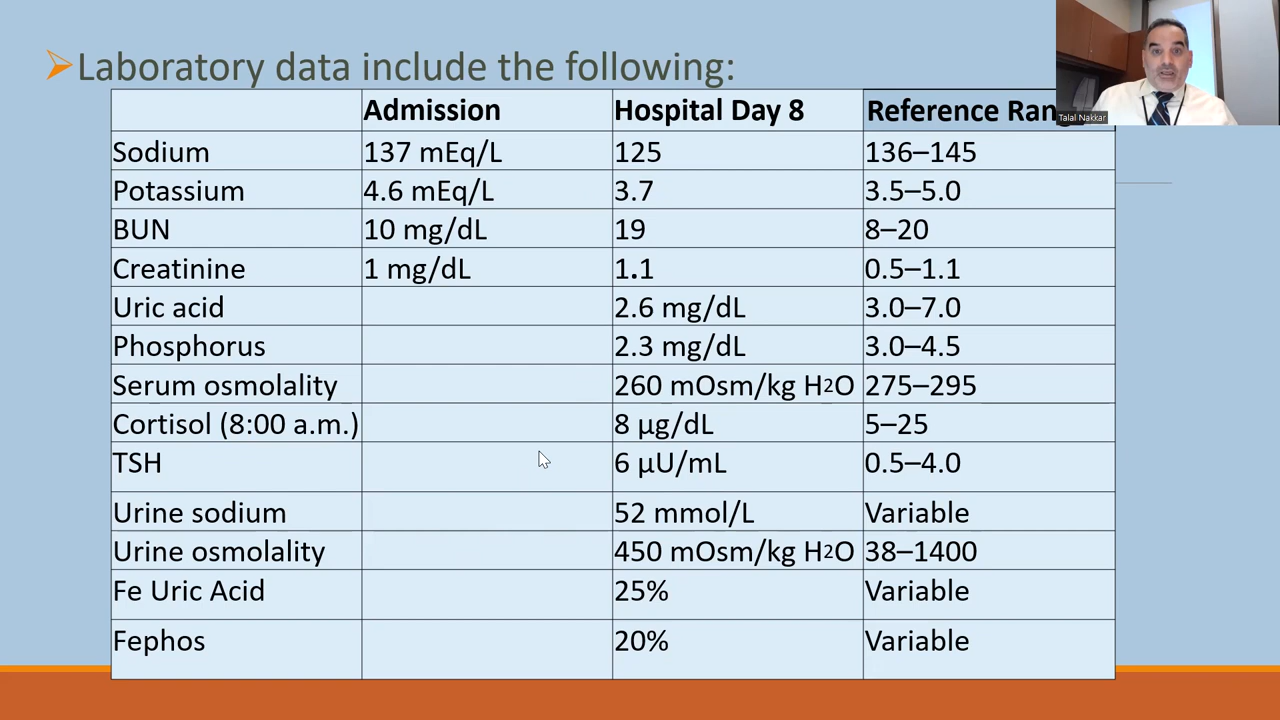 Laboratory data include the following:
Admission Hospital Day 8 Reference
Sodium 137 mEq/L 125 136–145
Potassium 4.6 mEq/L 3.7 3.5–5.0
BUN 10 mg/dL 19 8–20
Creatinine 1 mg/dL 1.1 0.5–1.1
Uric acid 2.6 mg/dL 3.0–7.0
Phosphorus 2.3 mg/dL 3.0–4.5
Serum osmolality 260 mOsm/kg H2O 275–295
Cortisol (8:00 a.m.) 8 µg/dL 5–25
TSH 6 µU/mL 0.5–4.0
Urine sodium 52 mmol/L Variable
Urine osmolality 450 mOsm/kg H2O 38–1400
Fe Uric Acid 25% Variable
Fephos 20% Variable
Talal Nakkar